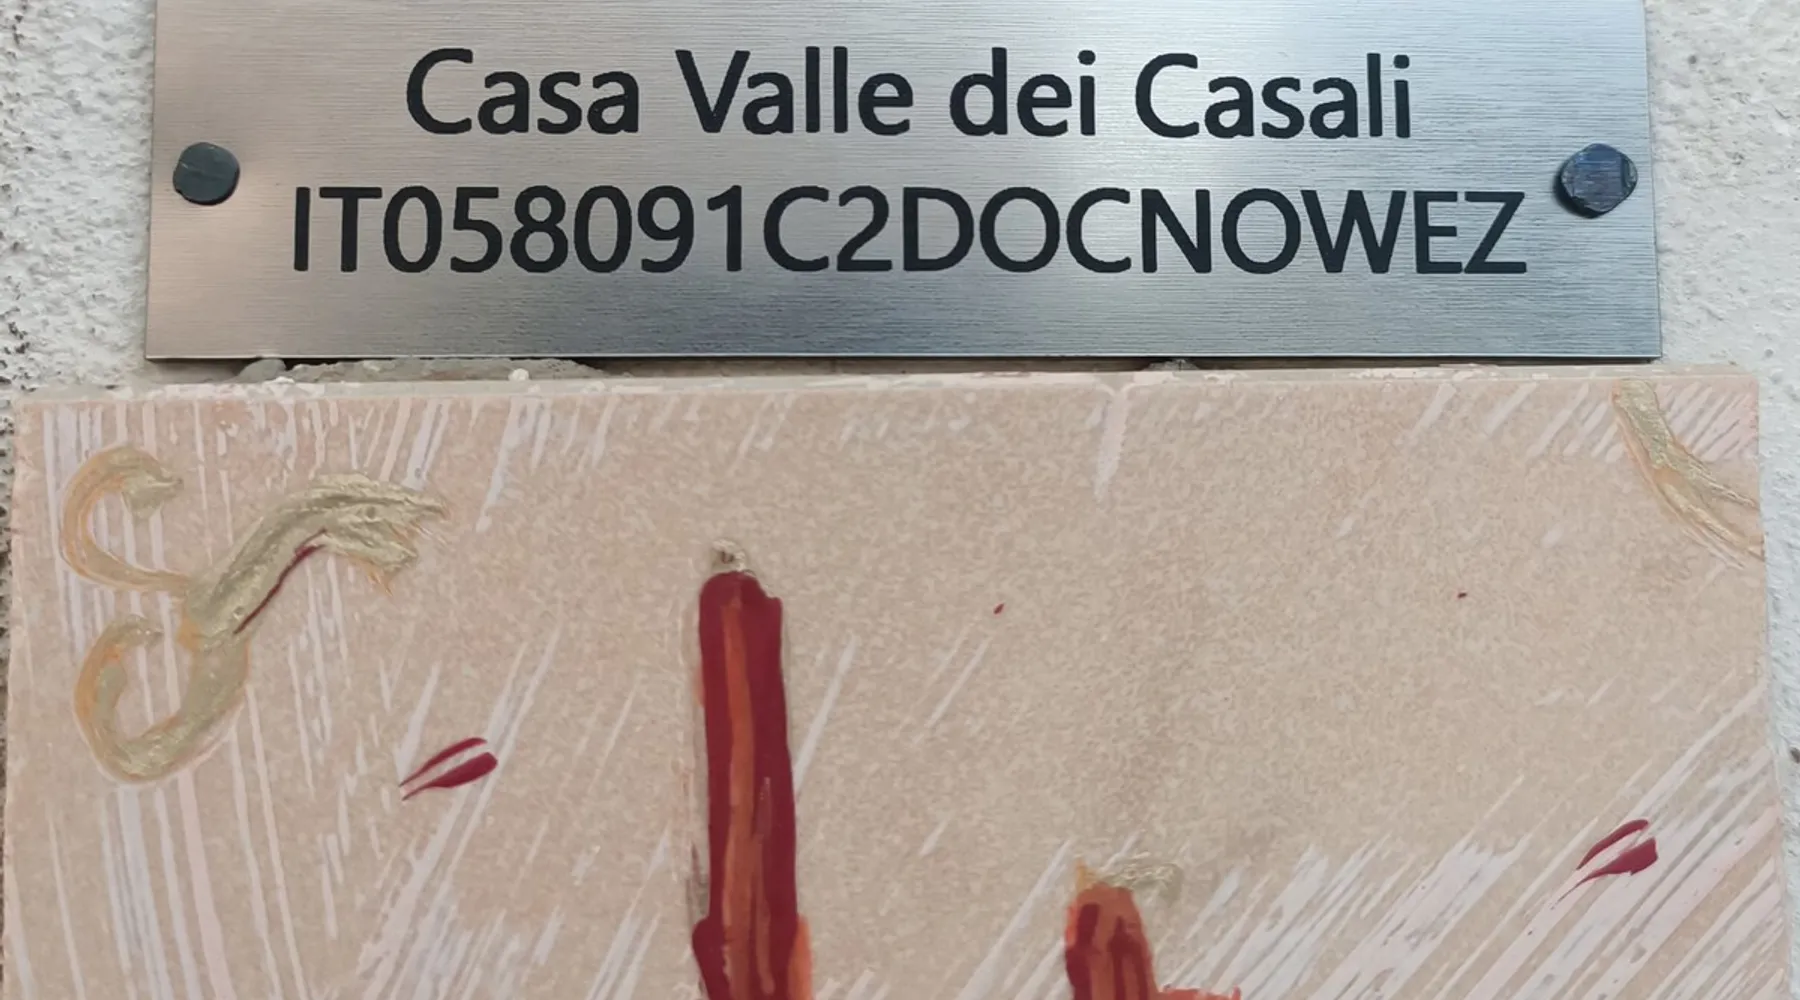 Casa Valle dei Casali
IT058091C2DOCNOWEZ